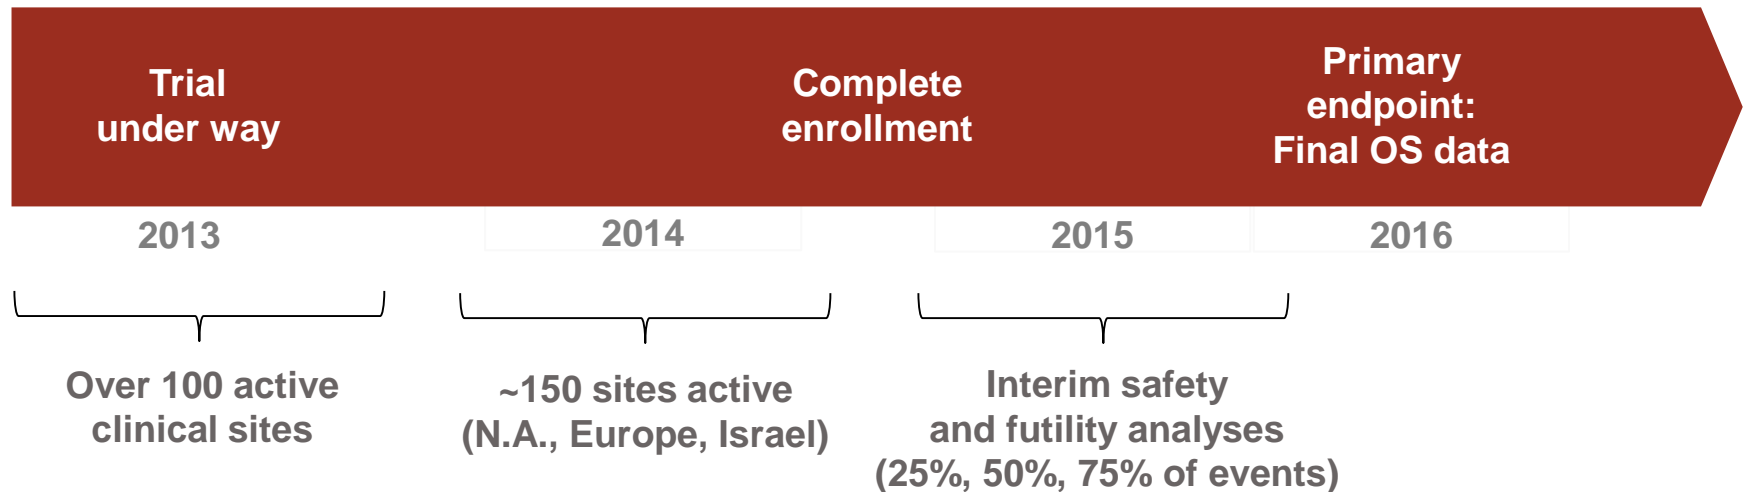 Trial
under way
Complete
enrollment
Primary
endpoint:
Final OS data
2013
2014
2015
2016
Over 100 active
clinical sites
~150 sites active
(N.A., Europe, Israel)
Interim safety
and futility analyses
(25%, 50%, 75% of events)